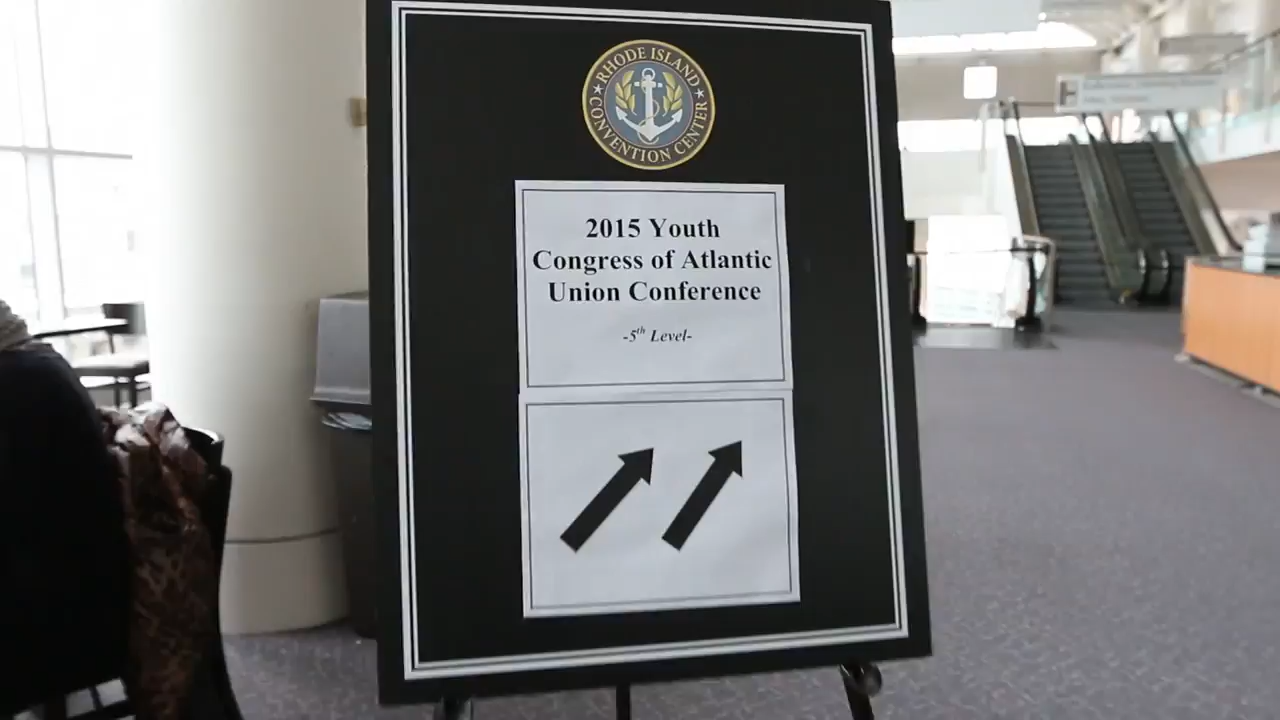 RHODE ISLAND
CONVENTION CENTER
2015 Youth
Congress of Atlantic
Union Conference
-5th Level-